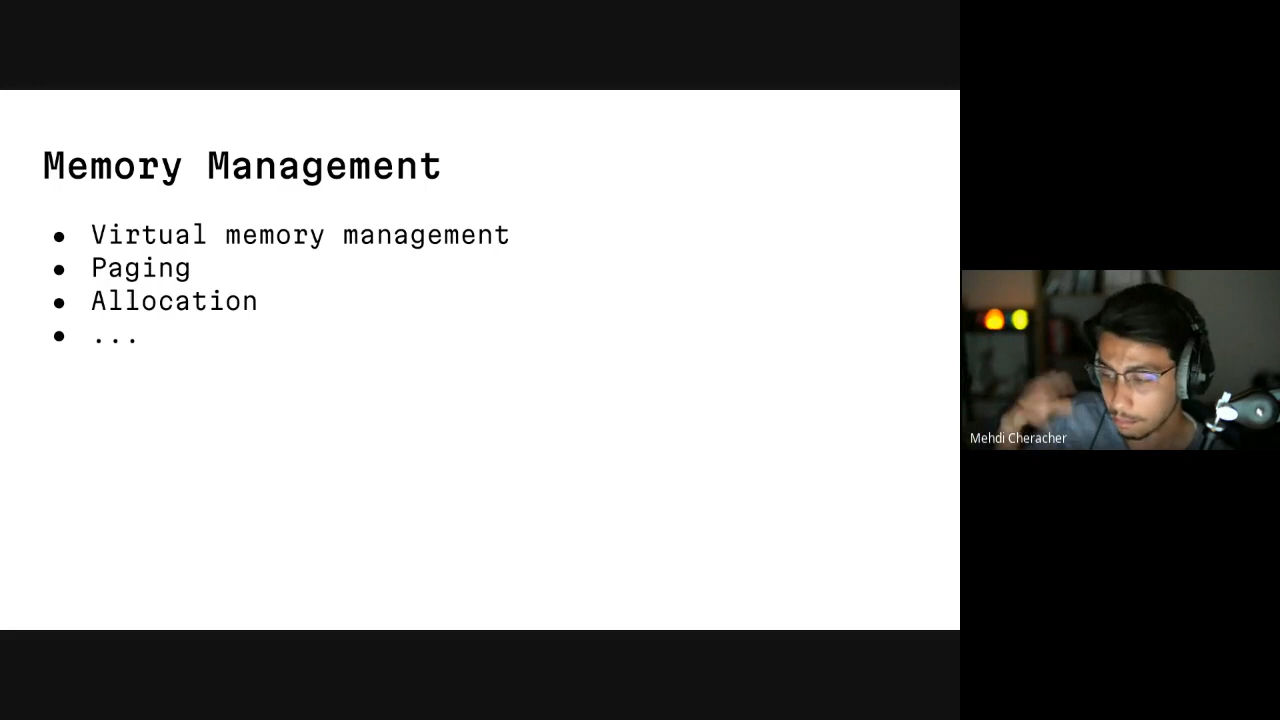 Memory Management
● Virtual memory management
● Paging
● Allocation
● ...
Mehdi Cheracher